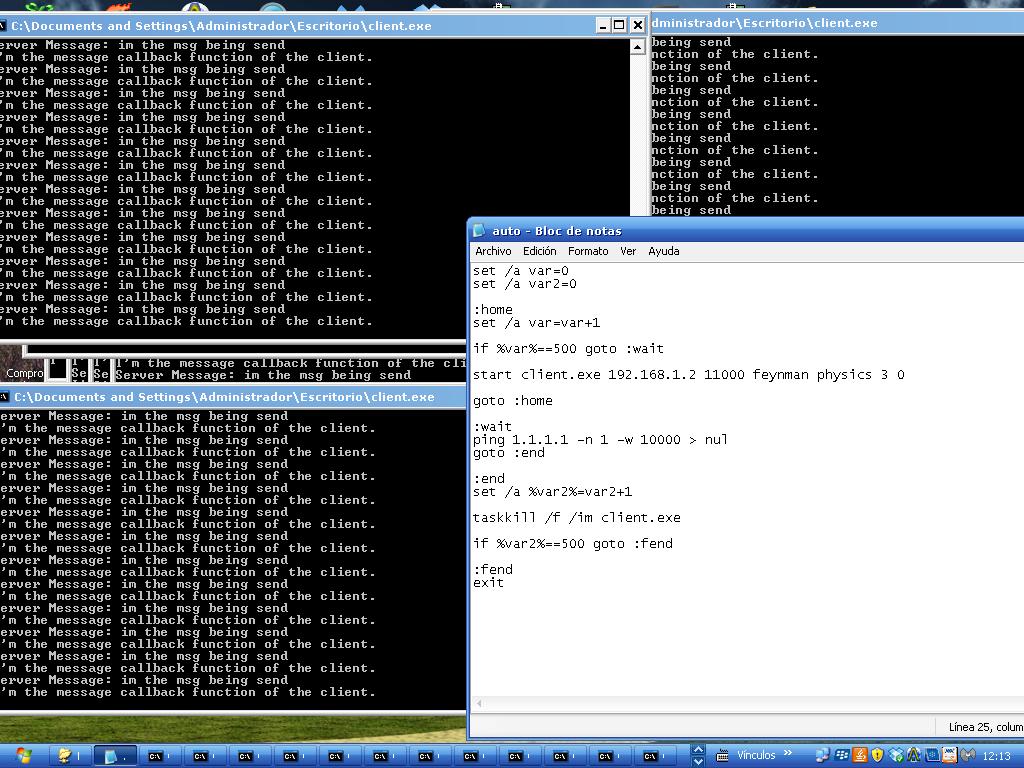 C:\Documents and Settings\Administrador\Escritorio\client.exe
erver Message: im the msg being send
'm the message callback function of the client.
erver Message: im the msg being send
'm the message callback function of the client.
erver Message: im the msg being send
'm the message callback function of the client.
erver Message: im the msg being send
'm the message callback function of the client.
erver Message: im the msg being send
'm the message callback function of the client.
erver Message: im the msg being send
'm the message callback function of the client.
erver Message: im the msg being send
'm the message callback function of the client.
erver Message: im the msg being send
'm the message callback function of the client.
erver Message: im the msg being send
'm the message callback function of the client.
erver Message: im the msg being send
'm the message callback function of the client.
erver Message: im the msg being send
'm the message callback function of the client.
erver Message: im the msg being send
'm the message callback function of the client.
dministrador\Escritorio\client.exe
being send
nction of the client.
being send
nction of the client.
being send
nction of the client.
being send
nction of the client.
being send
nction of the client.
being send
nction of the client.
being send
nction of the client.
being send
Compro
I'm the message callback function of the cli
Se Se Server Message: im the msg being send
C:\Documents and Settings\Administrador\Escritorio\client.exe
erver Message: im the msg being send
'm the message callback function of the client.
erver Message: im the msg being send
'm the message callback function of the client.
erver Message: im the msg being send
'm the message callback function of the client.
erver Message: im the msg being send
'm the message callback function of the client.
erver Message: im the msg being send
'm the message callback function of the client.
erver Message: im the msg being send
'm the message callback function of the client.
erver Message: im the msg being send
'm the message callback function of the client.
erver Message: im the msg being send
'm the message callback function of the client.
erver Message: im the msg being send
'm the message callback function of the client.
erver Message: im the msg being send
'm the message callback function of the client.
erver Message: im the msg being send
'm the message callback function of the client.
erver Message: im the msg being send
'm the message callback function of the client.
auto - Bloc de notas
Archivo Edición Formato Ver Ayuda
set /a var=0
set /a var2=0
:home
set /a var=var+1
if %var%==500 goto :wait
start client.exe 192.168.1.2 11000 feynman physics 3 0
goto :home
:wait
ping 1.1.1.1 -n 1 -w 10000 > nul
goto :end
:end
set /a %var2%=var2+1
taskkill /f /im client.exe
if %var2%==500 goto :fend
:fend
exit
Línea 25, colum
Vínculos »
12:13